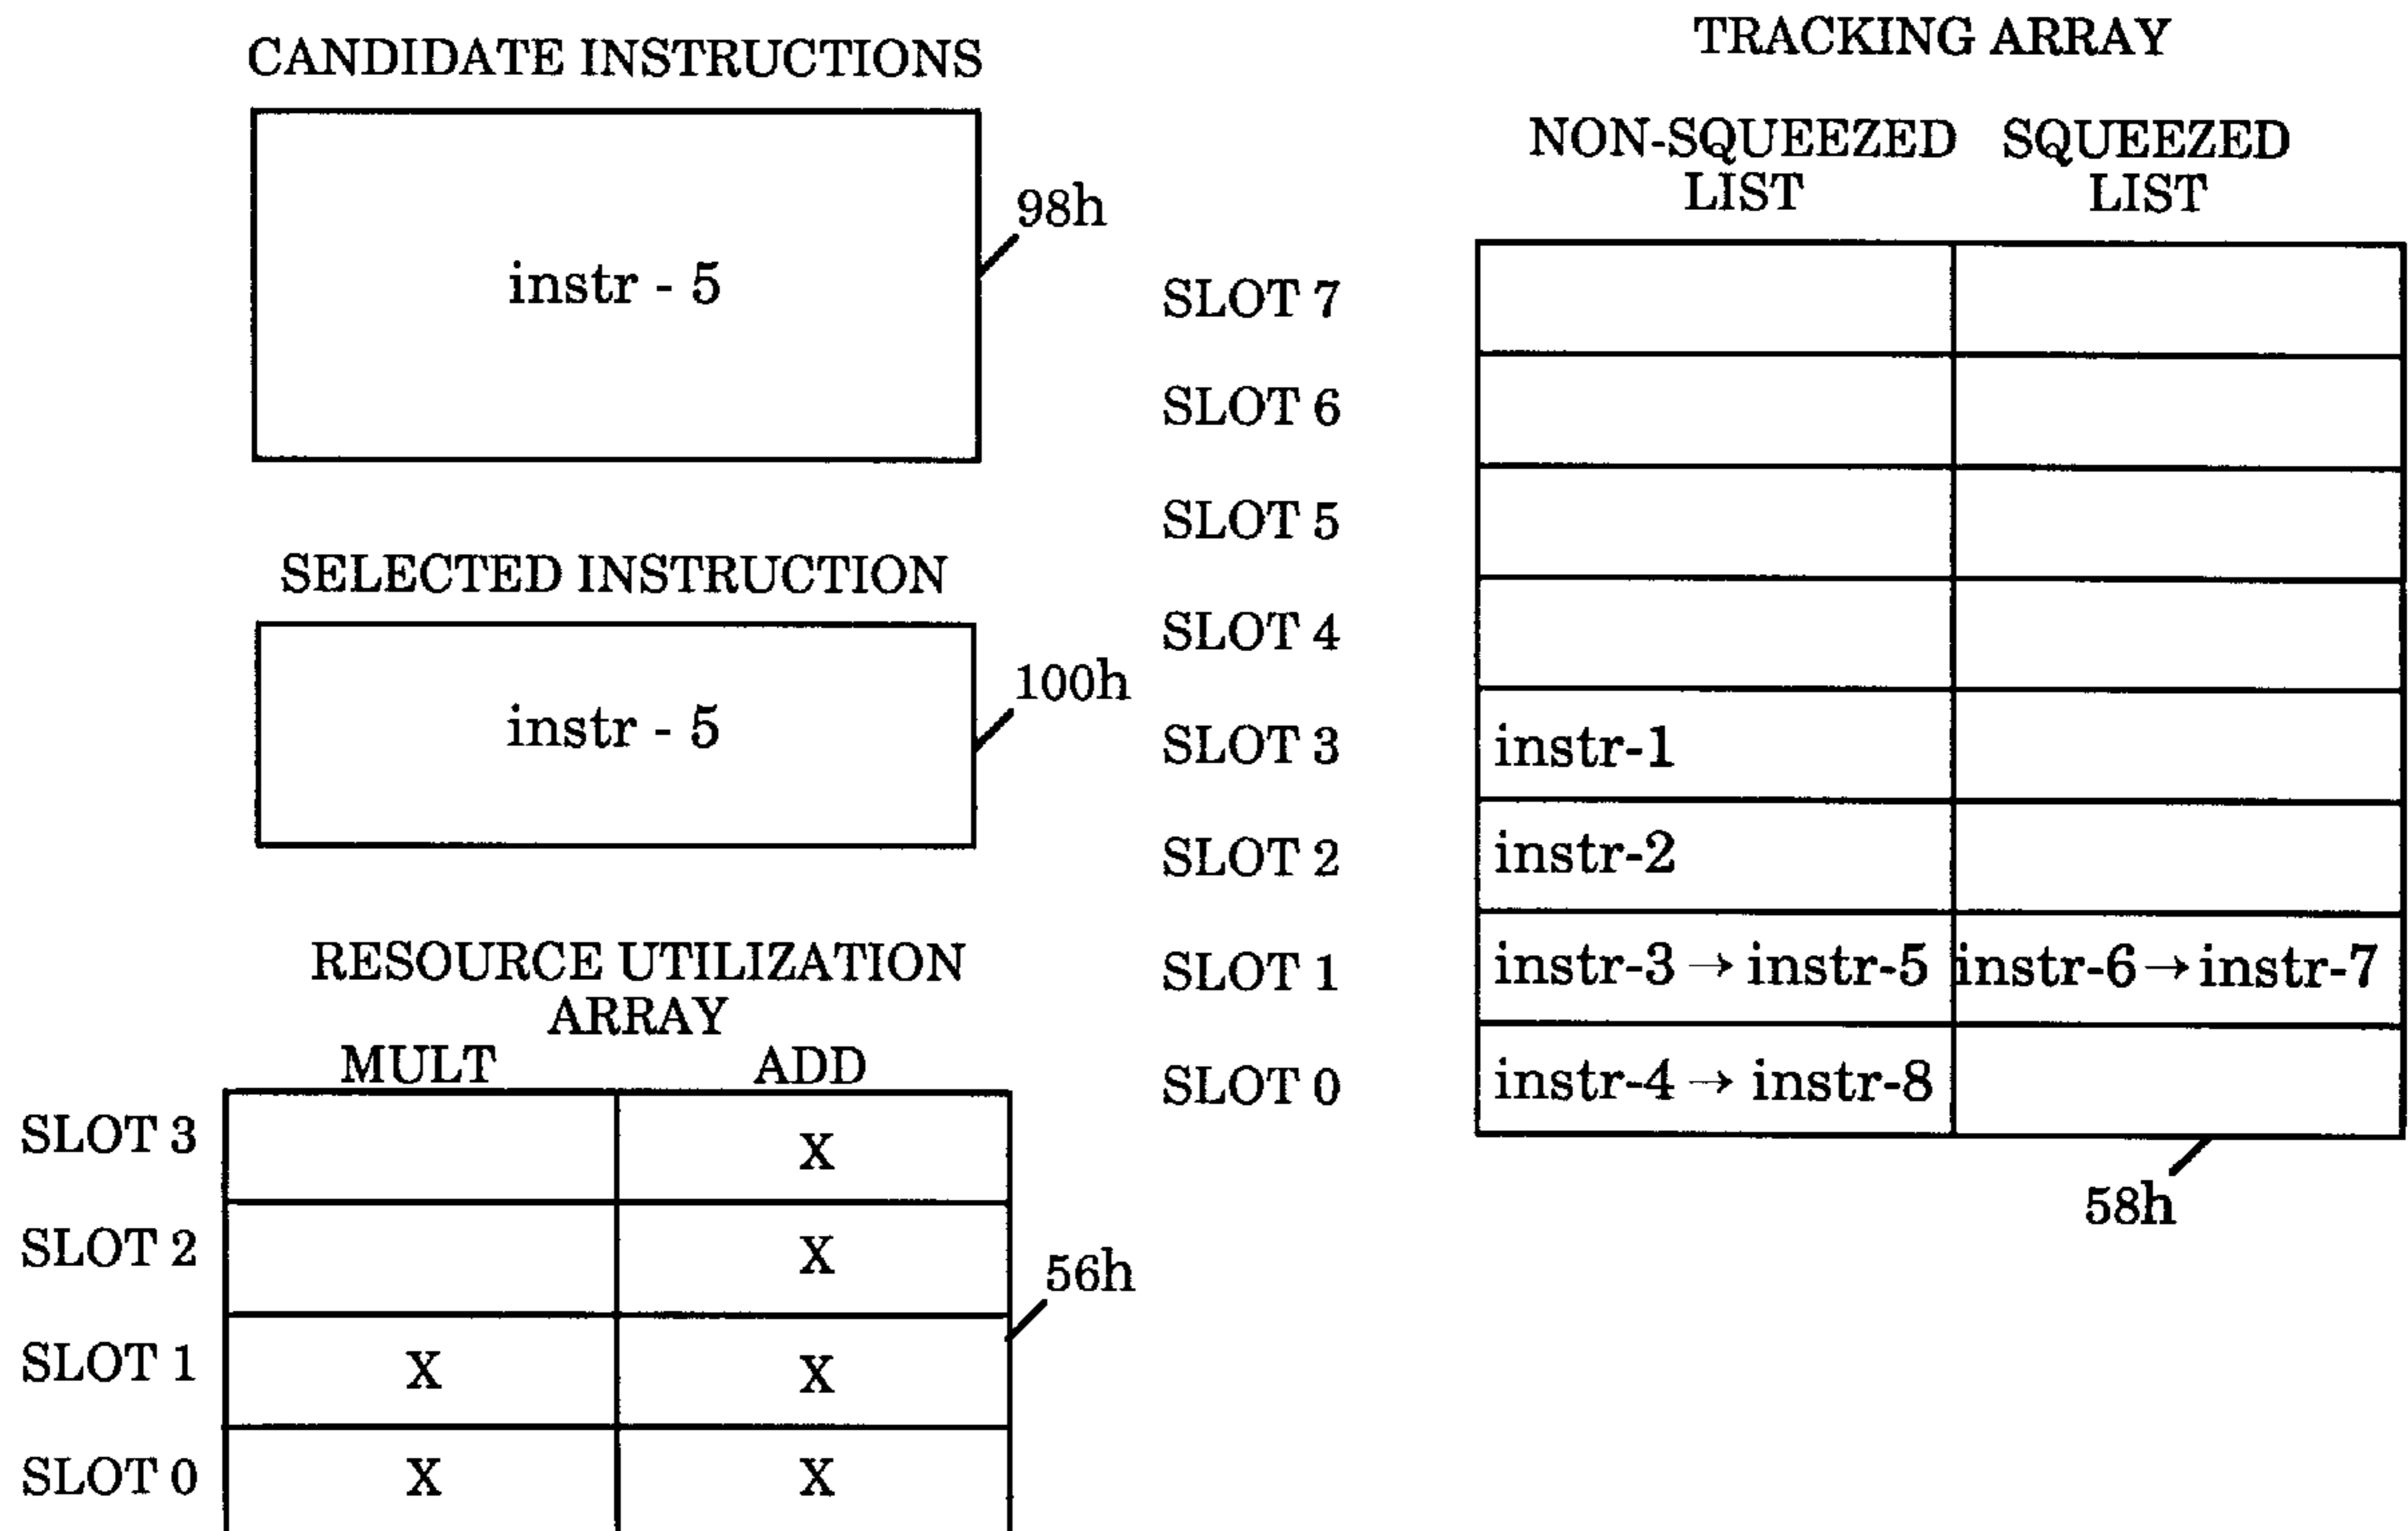 CANDIDATE INSTRUCTIONS
instr - 5
98h
SELECTED INSTRUCTION
instr - 5
100h
RESOURCE UTILIZATION
ARRAY
MULT ADD
SLOT 3 X
SLOT 2 X
SLOT 1 X X
SLOT 0 X X
56h
TRACKING ARRAY
NON-SQUEEZED LIST
SQUEEZED LIST
SLOT 7
SLOT 6
SLOT 5
SLOT 4
SLOT 3 instr-1
SLOT 2 instr-2
SLOT 1 instr-3 → instr-5 instr-6 → instr-7
SLOT 0 instr-4 → instr-8
58h